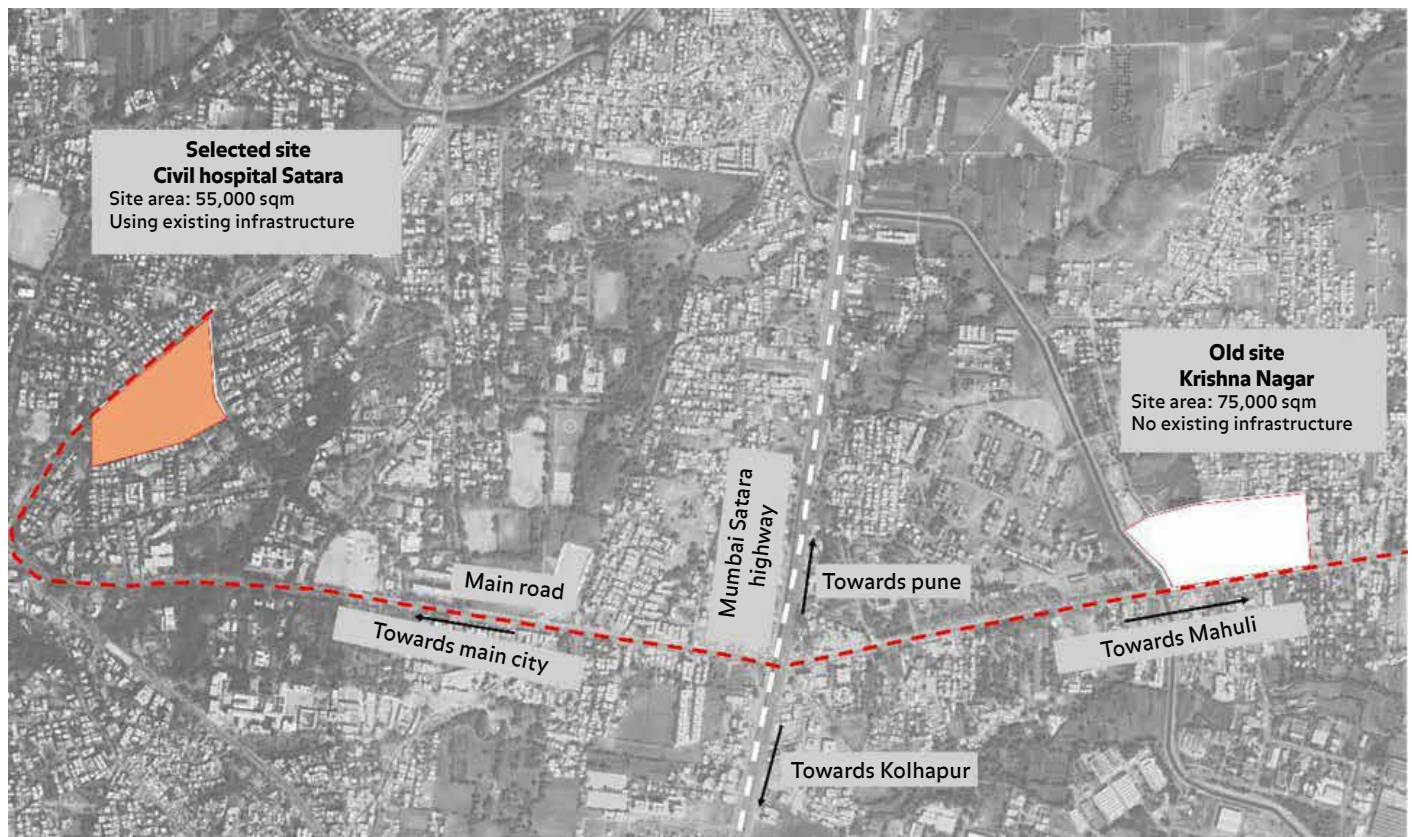 Selected site
Civil hospital Satara
Site area: 55,000 sqm
Using existing infrastructure
Old site
Krishna Nagar
Site area: 75,000 sqm
No existing infrastructure
Mumbai Satara
highway
Main road
Towards pune
Towards main city
Towards Mahuli
Towards Kolhapur